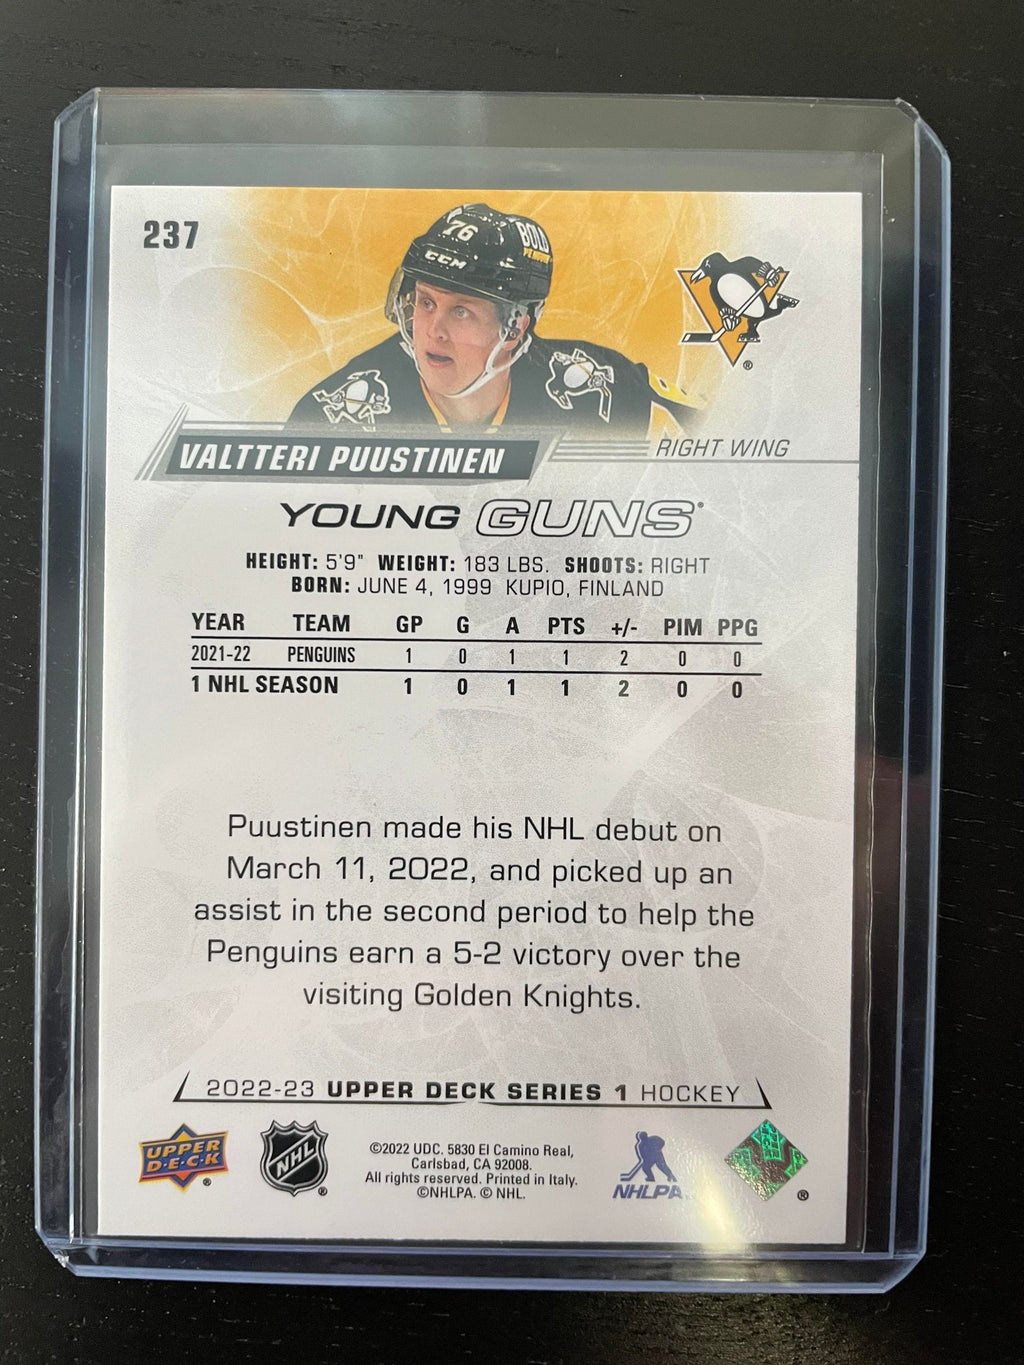 237
76
BOLD
CCM
VALTTERI PUUSTINEN
RIGHT WING
YOUNG GUNS®
HEIGHT: 5'9" WEIGHT: 183 LBS. SHOOTS: RIGHT
BORN: JUNE 4, 1999 KUPIO, FINLAND
YEAR TEAM GP G A PTS +/- PIM PPG
2021-22 PENGUINS 1 0 1 1 2 0 0
1 NHL SEASON 1 0 1 1 2 0 0
Puustinen made his NHL debut on
March 11, 2022, and picked up an
assist in the second period to help the
Penguins earn a 5-2 victory over the
visiting Golden Knights.
2022-23 UPPER DECK SERIES 1 HOCKEY
UPPER
D·E·C·K ®
NHL ®
©2022 UDC. 5830 El Camino Real,
Carlsbad, CA 92008.
All rights reserved. Printed in Italy.
©NHLPA. © NHL.
NHLPA
®